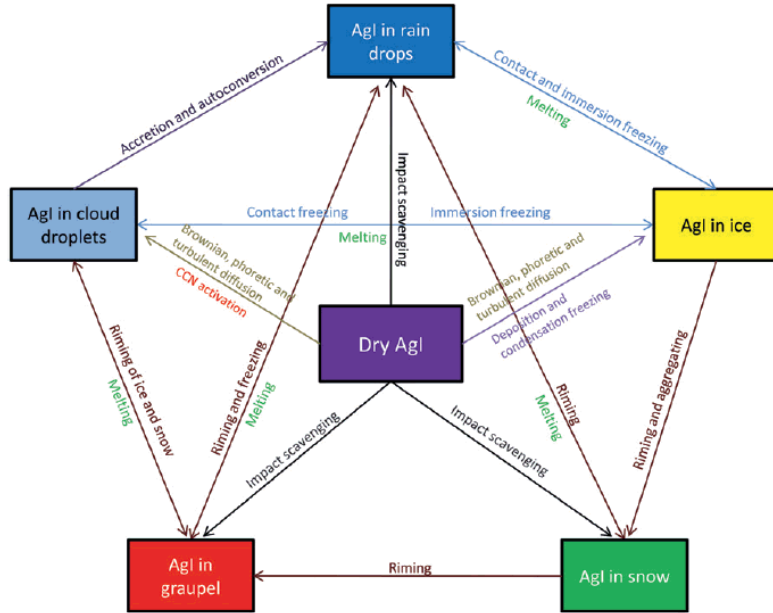 AgI in rain
drops
Accretion and autoconversion
Contact and immersion freezing
Melting
AgI in cloud
droplets
Contact freezing
Immersion freezing
Melting
Impact scavenging
AgI in ice
Brownian, phoretic and
turbulent diffusion
CCN activation
Brownian, phoretic and
turbulent diffusion
Deposition and
condensation freezing
Dry AgI
Riming of ice and snow
Melting
Riming and freezing
Melting
Riming
Melting
Riming and aggregating
Impact scavenging
Impact scavenging
AgI in
graupel
Riming
AgI in snow